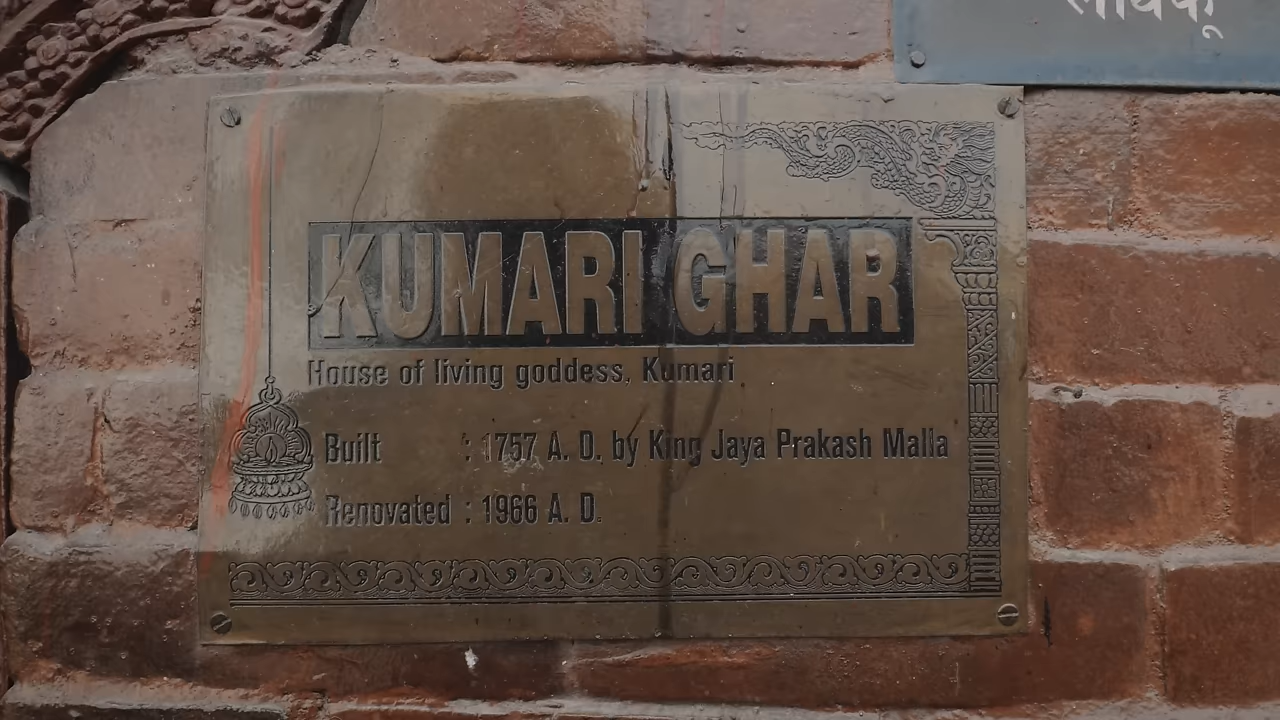 KUMARI GHAR
House of living goddess, Kumari
Built : 1757 A. D. by King Jaya Prakash Malla
Renovated : 1966 A. D.